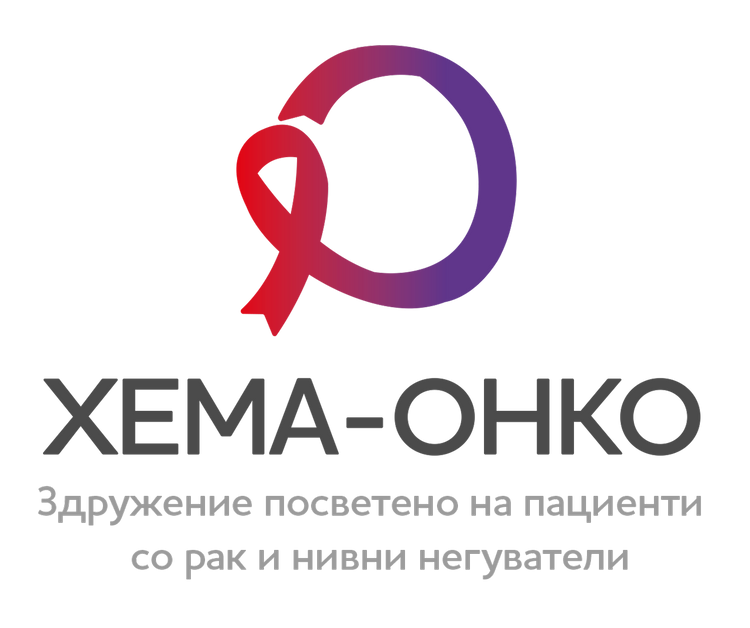 ХЕМА-ОНКО
Здружение посветено на пациенти
со рак и нивни негуватели